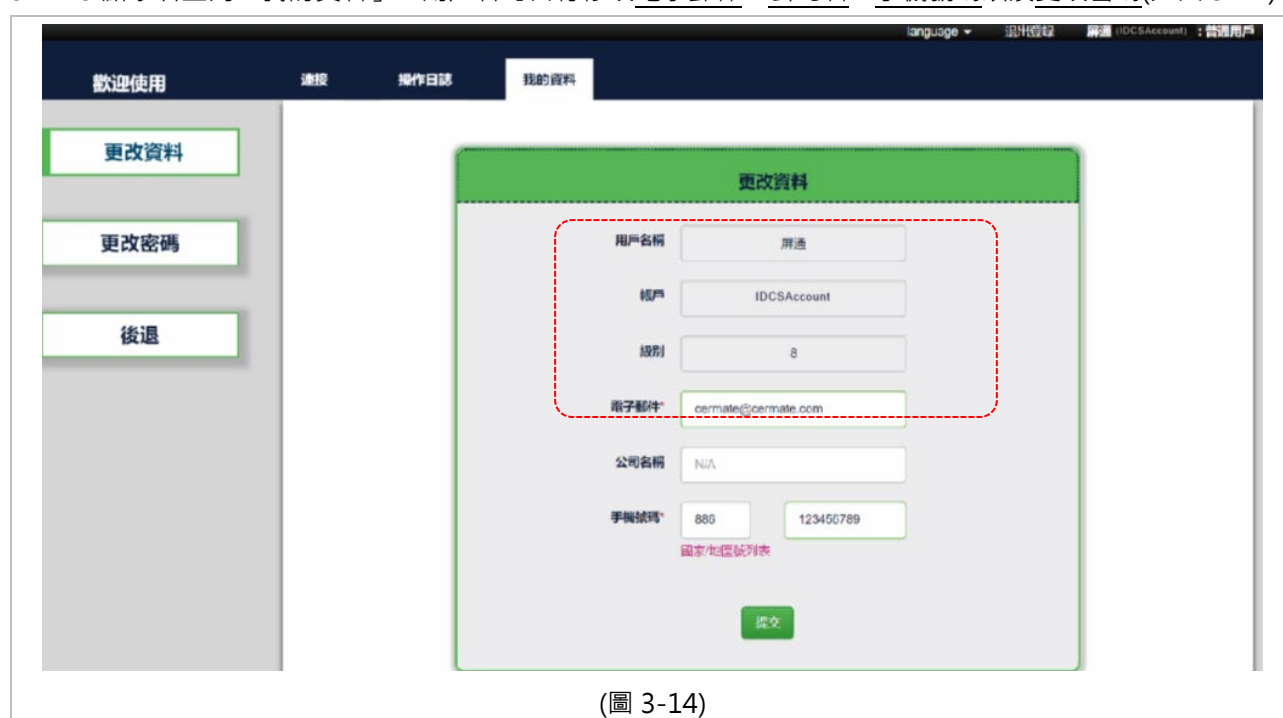 language ▾ 退出登錄 屏通 (IDCSAccount) : 普通用戶
歡迎使用 連接 操作日誌 我的資料
更改資料
更改密碼
後退
更改資料
用戶名稱 屏通
帳戶 IDCSAccount
級別 8
電子郵件* cermate@cermate.com
公司名稱 N/A
手機號碼* 886 123456789
國家/地區號列表
提交
(圖 3-14)